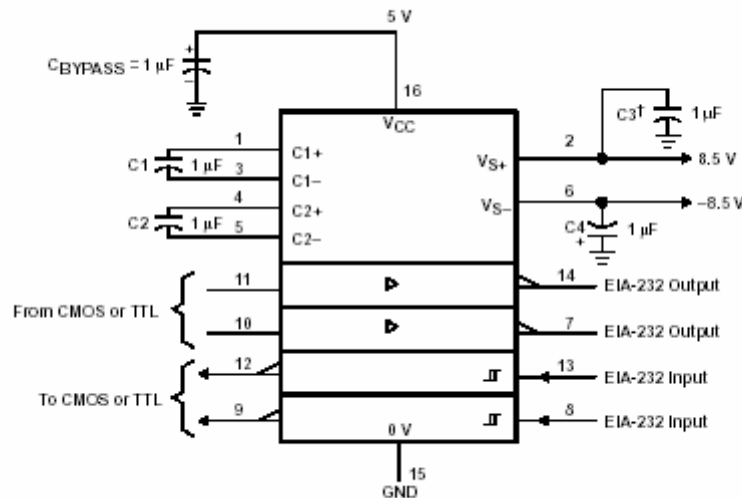 5 V
CBYPASS = 1 µF
+
–
16
VCC
C3† 1 µF
1
C1 1 µF
C1+
3
C1–
2
VS+
8.5 V
4
C2 1 µF
C2+
5
C2–
6
VS–
–8.5 V
C4 1 µF
+
From CMOS or TTL
11
14
EIA-232 Output
10
7
EIA-232 Output
To CMOS or TTL
12
13
EIA-232 Input
9
8
EIA-232 Input
0 V
15
GND